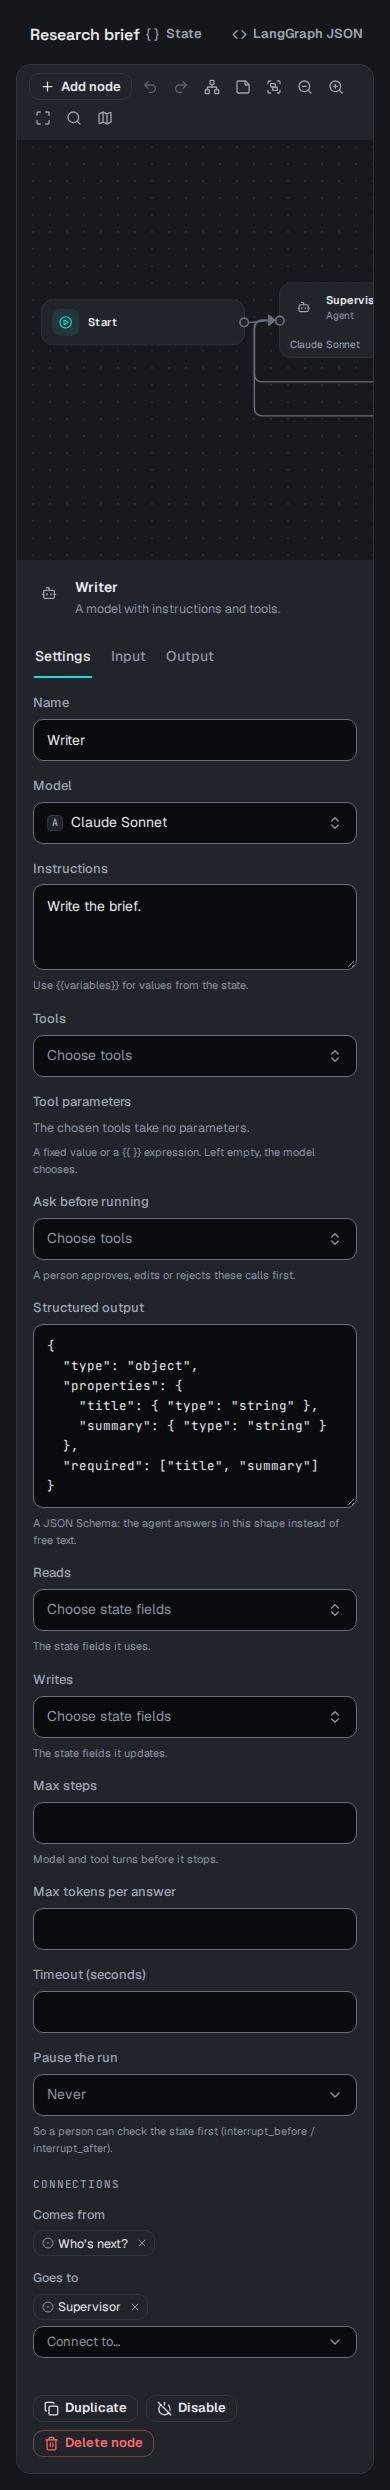 Research brief {} State <> LangGraph JSON
+ Add node
Start
Supervis
Agent
Claude Sonnet
Writer
A model with instructions and tools.
Settings Input Output
Name
Writer
Model
A Claude Sonnet
Instructions
Write the brief.
Use {{variables}} for values from the state.
Tools
Choose tools
Tool parameters
The chosen tools take no parameters.
A fixed value or a {{ }} expression. Left empty, the model
chooses.
Ask before running
Choose tools
A person approves, edits or rejects these calls first.
Structured output
{
"type": "object",
"properties": {
"title": { "type": "string" },
"summary": { "type": "string" }
},
"required": ["title", "summary"]
}
A JSON Schema: the agent answers in this shape instead of
free text.
Reads
Choose state fields
The state fields it uses.
Writes
Choose state fields
The state fields it updates.
Max steps
Model and tool turns before it stops.
Max tokens per answer
Timeout (seconds)
Pause the run
Never
So a person can check the state first (interrupt_before /
interrupt_after).
CONNECTIONS
Comes from
Who's next? ×
Goes to
Supervisor ×
Connect to...
Duplicate Disable
Delete node